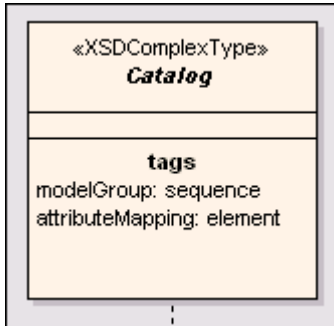 «XSDComplexType»
Catalog
tags
modelGroup: sequence
attributeMapping: element